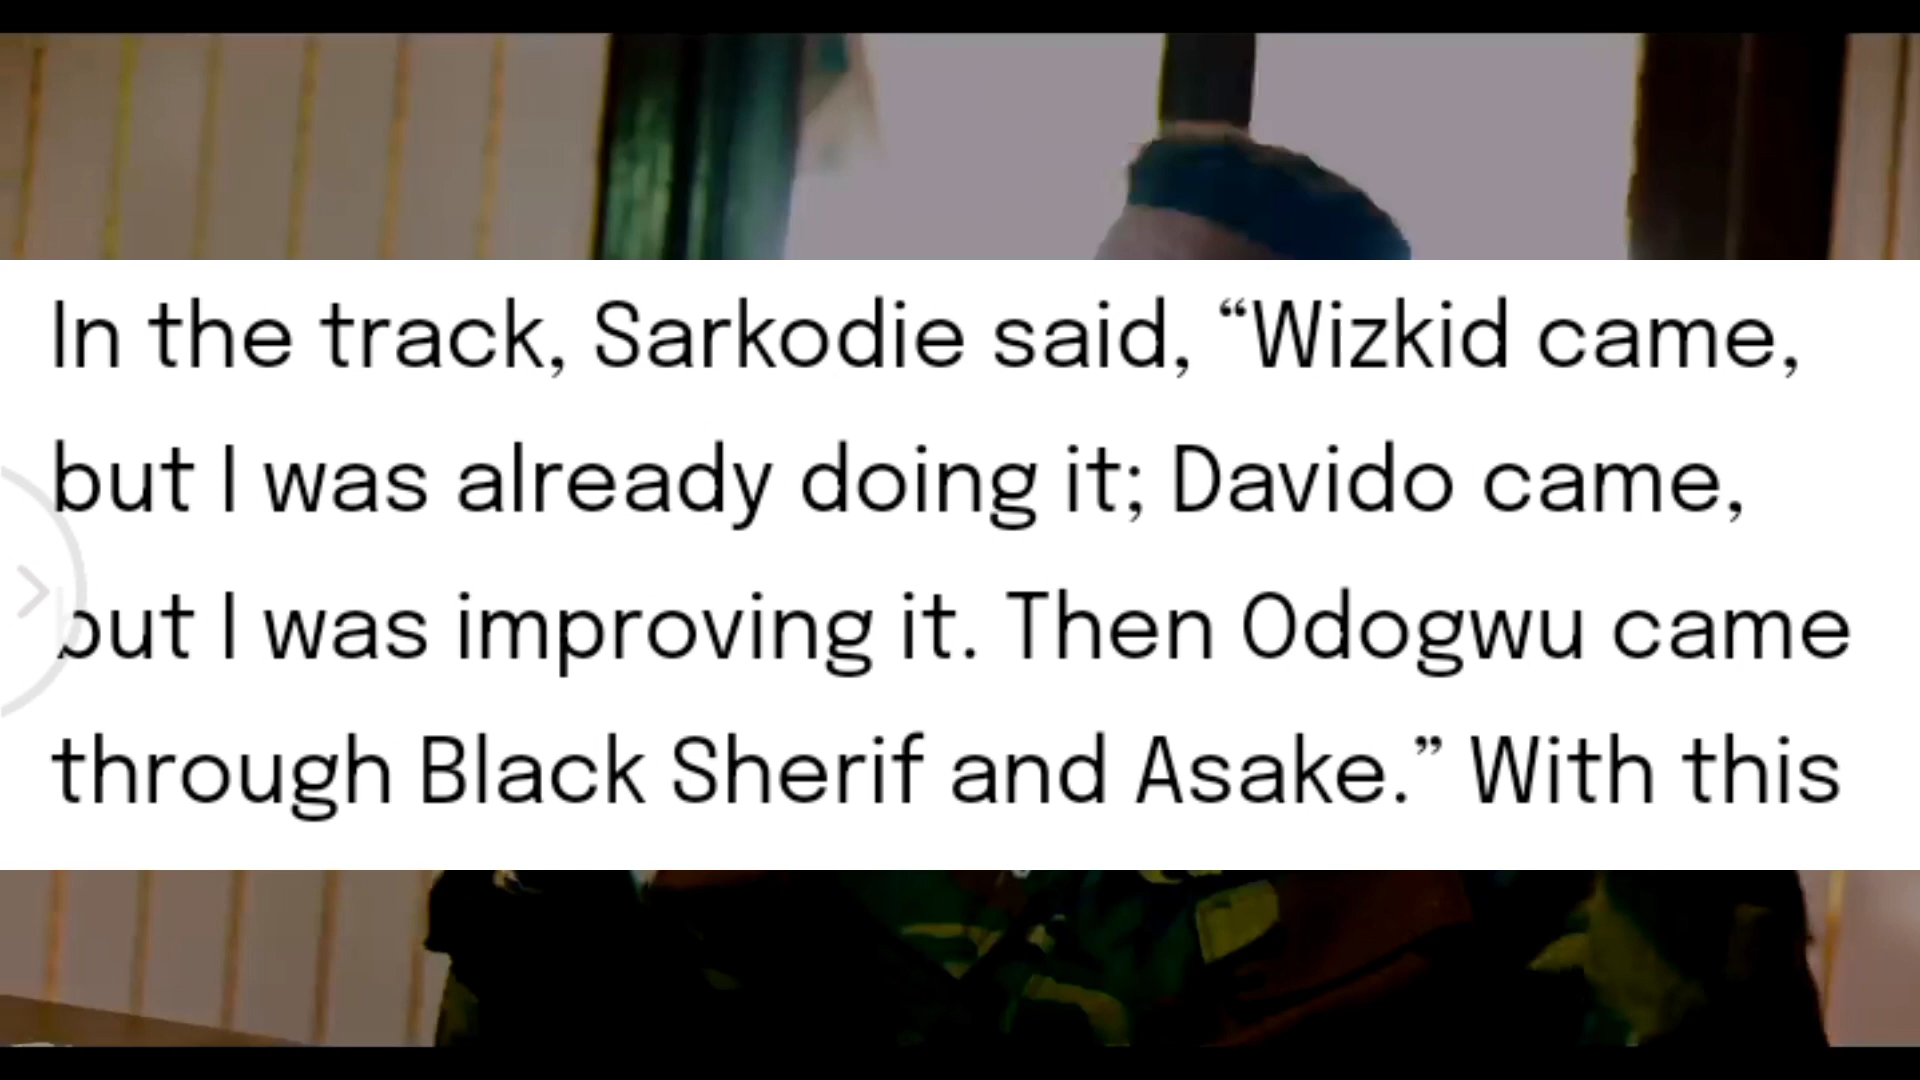 In the track, Sarkodie said, “Wizkid came,
but I was already doing it; Davido came,
but I was improving it. Then Odogwu came
through Black Sherif and Asake.” With this